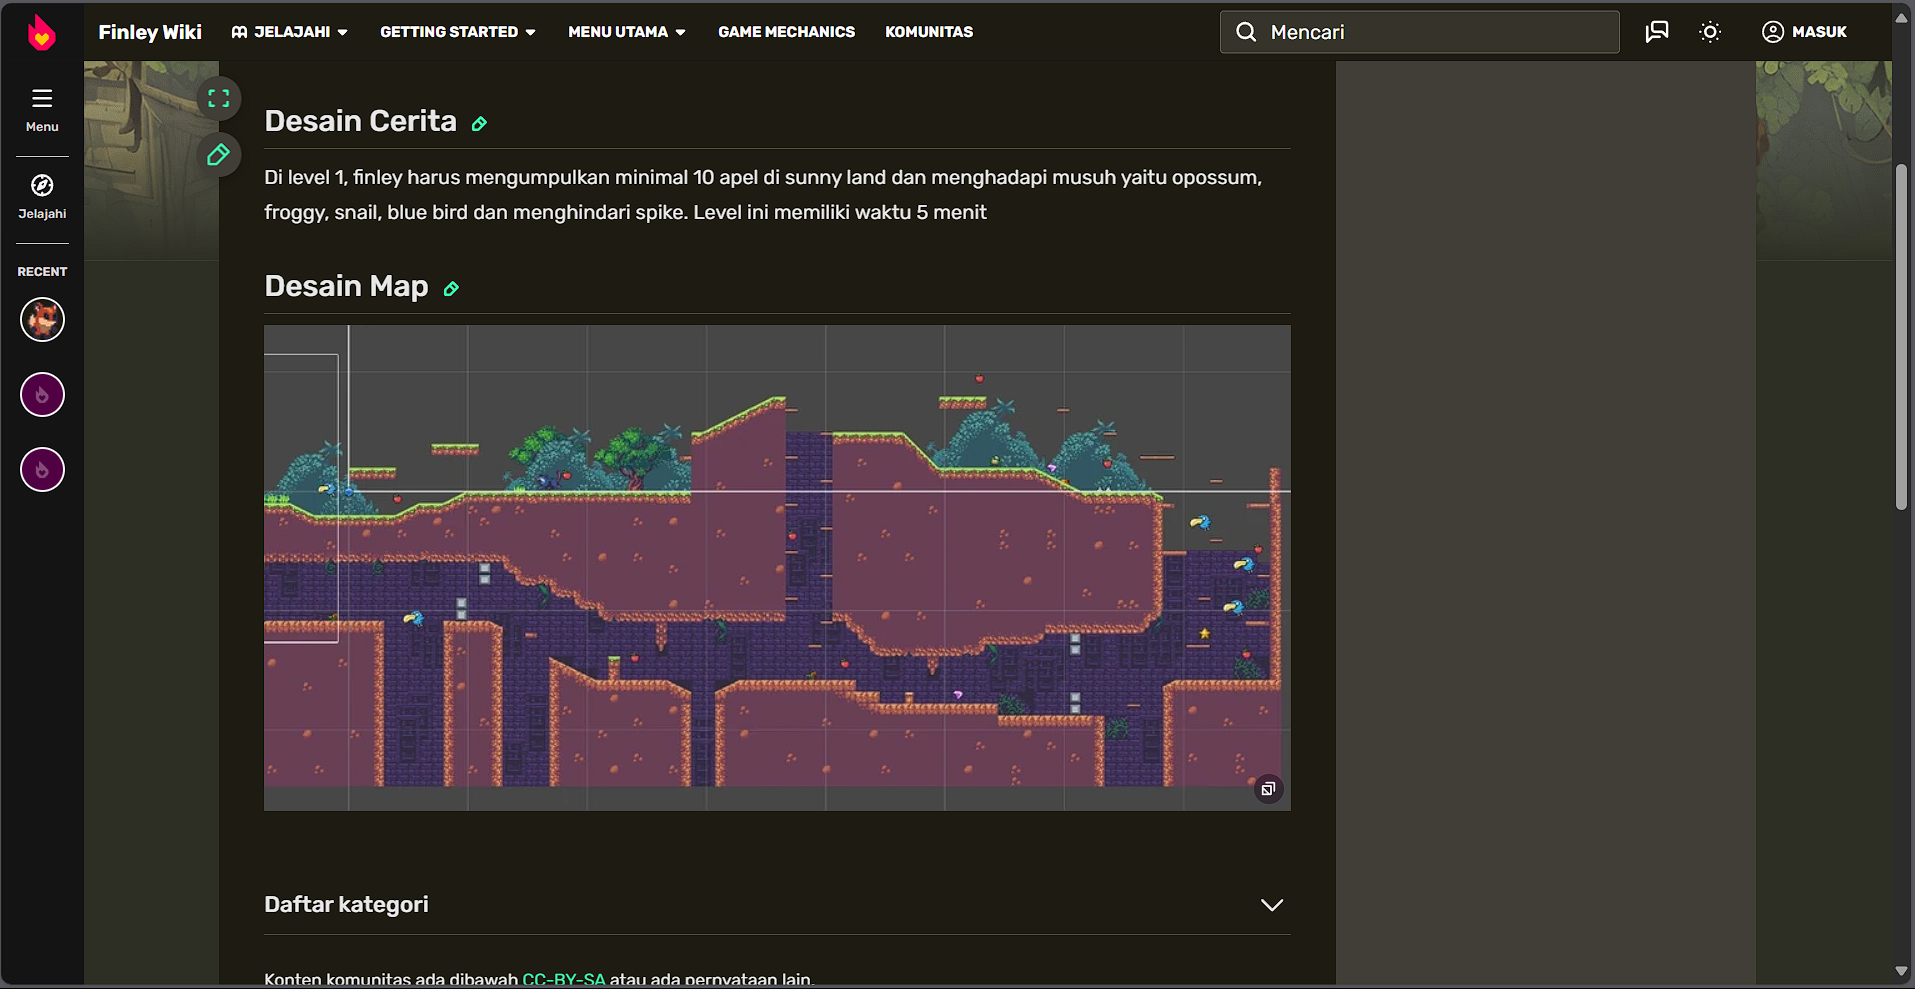 Finley Wiki
JELAJAHI
GETTING STARTED
MENU UTAMA
GAME MECHANICS
KOMUNITAS
Mencari
MASUK
Menu
Jelajahi
RECENT
Desain Cerita
Di level 1, finley harus mengumpulkan minimal 10 apel di sunny land dan menghadapi musuh yaitu opossum,
froggy, snail, blue bird dan menghindari spike. Level ini memiliki waktu 5 menit
Desain Map
Daftar kategori
Konten komunitas ada dibawah CC-BY-SA atau ada pernyataan lain.